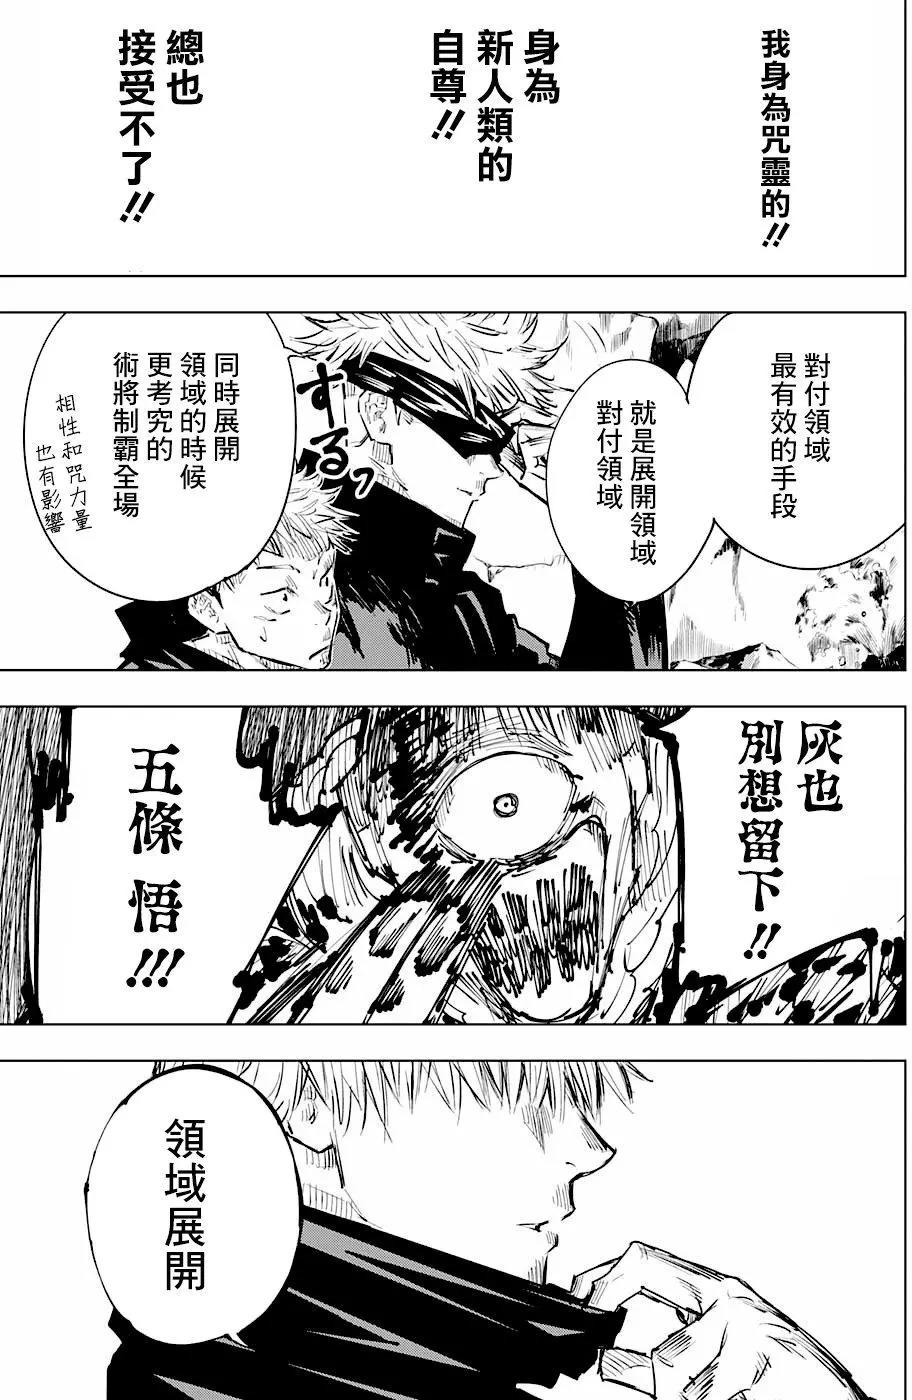 我身為咒靈的!!
身為
新人類的
自尊!!
總也
接受不了!!
對付領域
最有效的手段
就是展開領域
對付領域
するっ
同時展開
領域的時候
更考究的
術將制霸全場
相性和咒力量
也有影響
灰也
別想留下!!
五條 悟!!!
領域展開